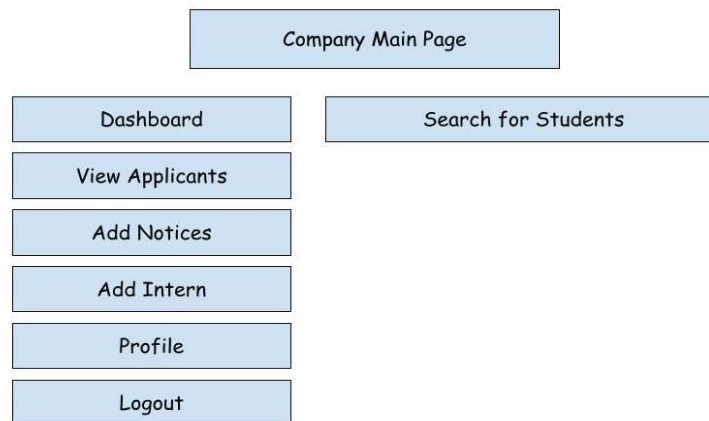 Company Main Page
Dashboard
Search for Students
View Applicants
Add Notices
Add Intern
Profile
Logout